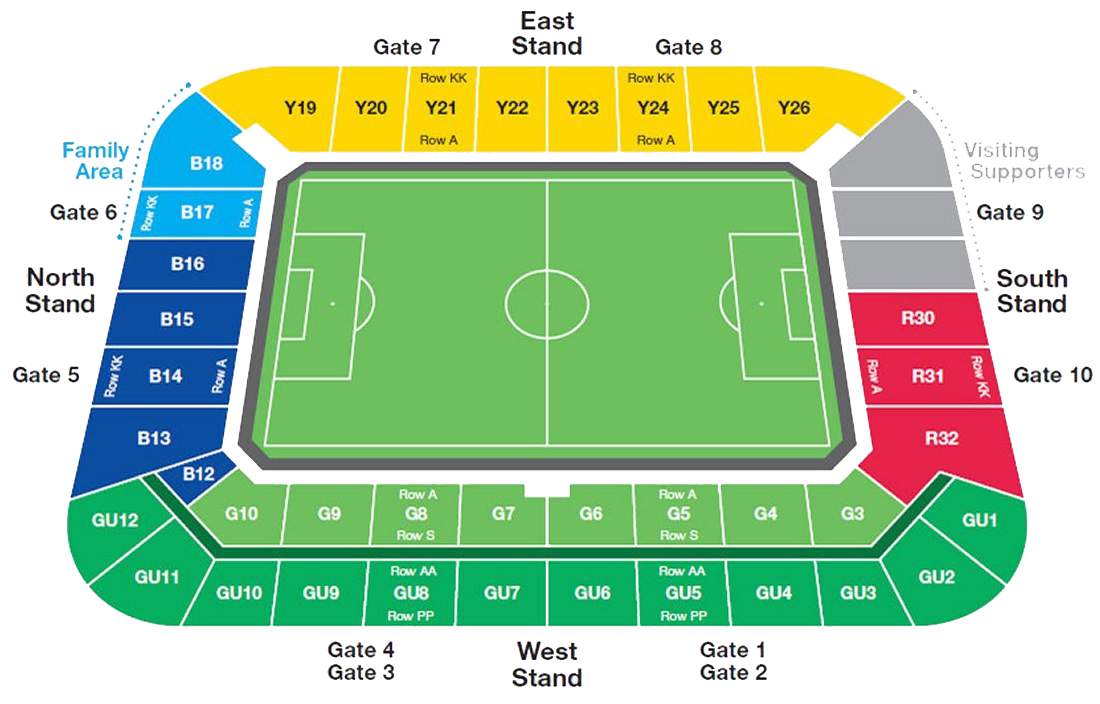 East
Stand
Gate 7
Gate 8
Row KK
Row KK
Y19
Y20
Y21
Y22
Y23
Y24
Y25
Y26
Row A
Row A
Family
Area
B18
Visiting
Supporters
Gate 6
Row KK
B17
Row A
Gate 9
North
Stand
B16
South
Stand
B15
R30
Gate 5
Row KK
B14
Row A
Row A
R31
Row KK
Gate 10
B13
R32
B12
Row A
Row A
G10
G9
G8
G7
G6
G5
G4
G3
Row S
Row S
GU12
GU1
GU11
GU2
Row AA
Row AA
GU10
GU9
GU8
GU7
GU6
GU5
GU4
GU3
Row PP
Row PP
Gate 4
Gate 3
West
Stand
Gate 1
Gate 2